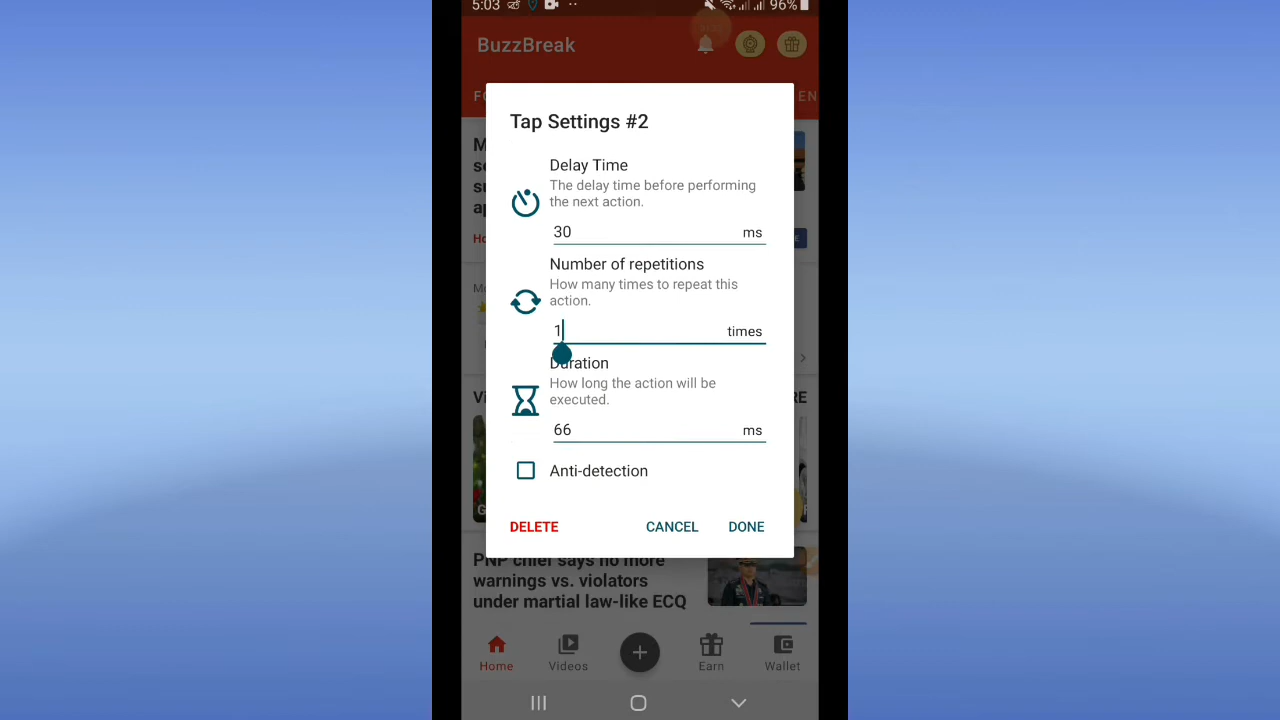 5:03
96%
BuzzBreak
EN
Tap Settings #2
Delay Time
The delay time before performing
the next action.
30 ms
Number of repetitions
How many times to repeat this
action.
1 times
Duration
How long the action will be
executed.
66 ms
Anti-detection
DELETE CANCEL DONE
PNP chief says no more
warnings vs. violators
under martial law-like ECQ
Home Videos Earn Wallet